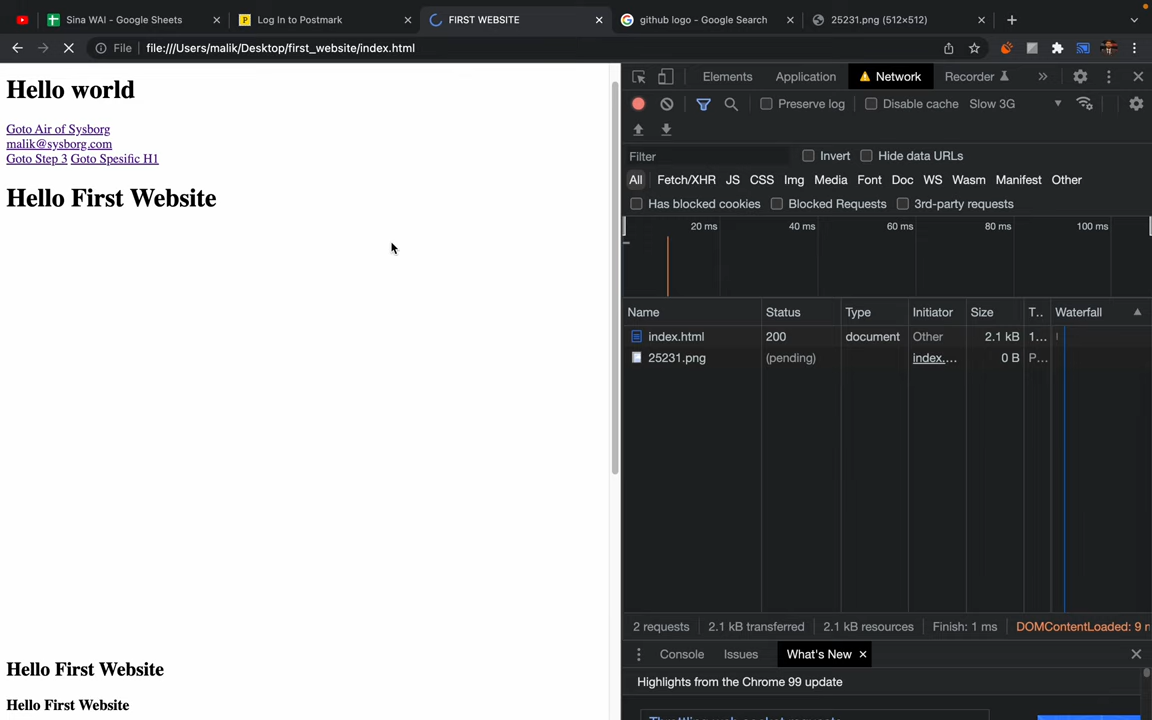 Sina WAI - Google Sheets
Log In to Postmark
FIRST WEBSITE
github logo - Google Search
25231.png (512×512)
File
file:///Users/malik/Desktop/first_website/index.html
Hello world
Goto Air of Sysborg
malik@sysborg.com
Goto Step 3 Goto Spesific H1
Hello First Website
Hello First Website
Hello First Website
Elements
Application
Network
Recorder
Preserve log
Disable cache
Slow 3G
Filter
Invert
Hide data URLs
All
Fetch/XHR
JS
CSS
Img
Media
Font
Doc
WS
Wasm
Manifest
Other
Has blocked cookies
Blocked Requests
3rd-party requests
20 ms
40 ms
60 ms
80 ms
100 ms
Name
Status
Type
Initiator
Size
T..
Waterfall
index.html
200
document
Other
2.1 kB
1...
25231.png
(pending)
index....
0 B
P...
2 requests
2.1 kB transferred
2.1 kB resources
Finish: 1 ms
DOMContentLoaded: 9 m
Console
Issues
What's New
Highlights from the Chrome 99 update